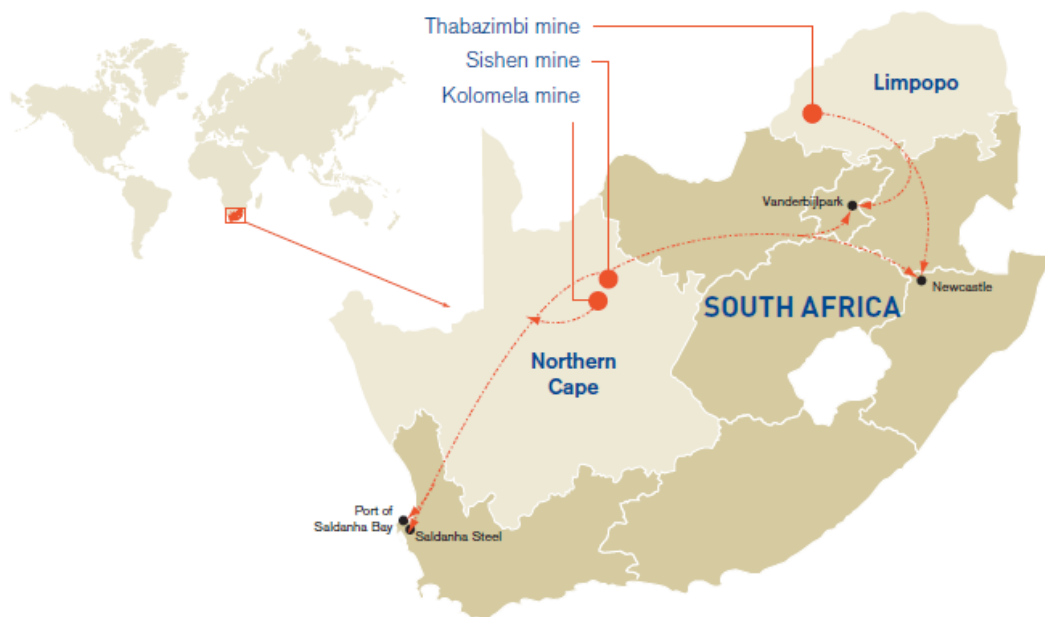 Thabazimbi mine
Sishen mine
Kolomela mine
Limpopo
Vanderbijlpark
Newcastle
SOUTH AFRICA
Northern
Cape
Port of
Saldanha Bay
Saldanha Steel